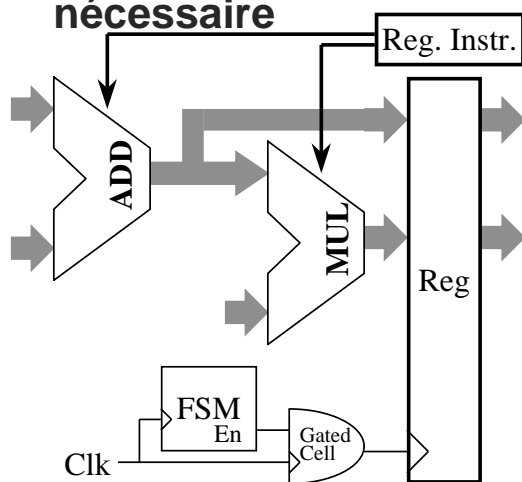 nécessaire
Reg. Instr.
ADD
MUL
Reg
FSM
En
Gated
Cell
Clk